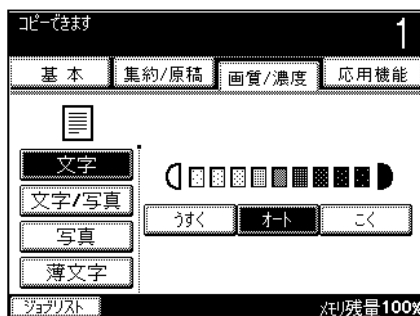 コピーできます 1
基本 集約/原稿 画質/濃度 応用機能
文字
文字/写真
うすく オート こく
写真
薄文字
ジョブリスト メモリ残量100%